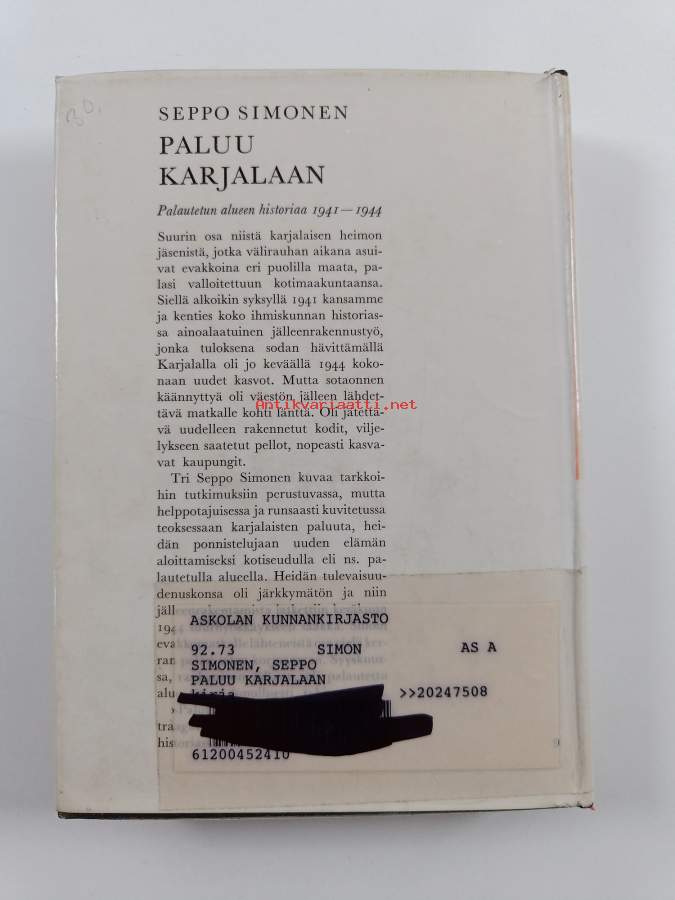 30.
SEPPO SIMONEN
PALUU
KARJALAAN
Palautetun alueen historiaa 1941—1944
Suurin osa niistä karjalaisen heimon
jäsenistä, jotka välirauhan aikana asui-
vat evakkoina eri puolilla maata, pa-
lasi valloitettuun kotimaakuntaansa.
Siellä alkoikin syksyllä 1941 kansamme
ja kenties koko ihmiskunnan historias-
sa ainoalaatuinen jälleenrakennustyö,
jonka tuloksena sodan hävittämällä
Karjalalla oli jo keväällä 1944 koko-
naan uudet kasvot. Mutta sotaonnen
käännyttyä oli väestön jälleen lähdet-
tävä matkalle kohti länttä. Oli jätettä-
vä uudelleen rakennetut kodit, vilje-
lykseen saatetut pellot, nopeasti kasva-
vat kaupungit.
Antikvariaatti.net
Tri Seppo Simonen kuvaa tarkkoi-
hin tutkimuksiin perustuvassa, mutta
helppotajuisessa ja runsaasti kuvitetussa
teoksessaan karjalaisten paluuta, hei-
dän ponnistelujaan uuden elämän
aloittamiseksi kotiseudulla eli ns. pa-
lautetulla alueella. Heidän tulevaisuu-
denuskonsa oli järkkymätön ja niin
ASKOLAN KUNNANKIRJASTO
92.73 SIMON AS A
SIMONEN, SEPPO
PALUU KARJALAAN
kirja >>20247508
61200452410